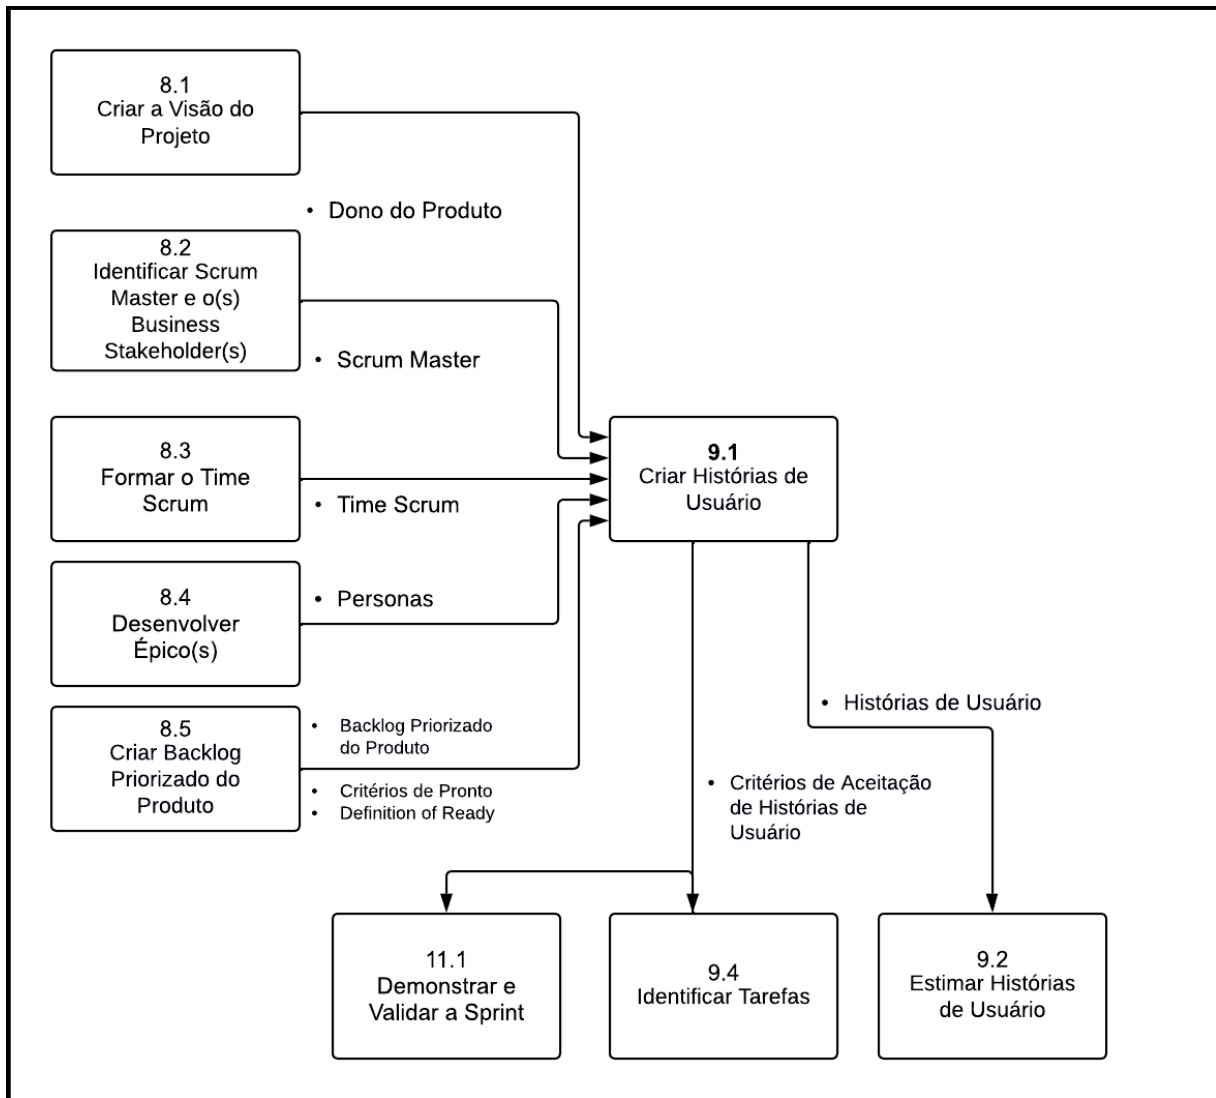 8.1
Criar a Visão do
Projeto
• Dono do Produto
8.2
Identificar Scrum
Master e o(s)
Business
Stakeholder(s)
• Scrum Master
8.3
Formar o Time
Scrum
• Time Scrum
9.1
Criar Histórias de
Usuário
8.4
Desenvolver
Épico(s)
• Personas
8.5
Criar Backlog
Priorizado do
Produto
• Backlog Priorizado
do Produto
• Critérios de Pronto
• Definition of Ready
• Histórias de Usuário
• Critérios de Aceitação
de Histórias de
Usuário
11.1
Demonstrar e
Validar a Sprint
9.4
Identificar Tarefas
9.2
Estimar Histórias
de Usuário